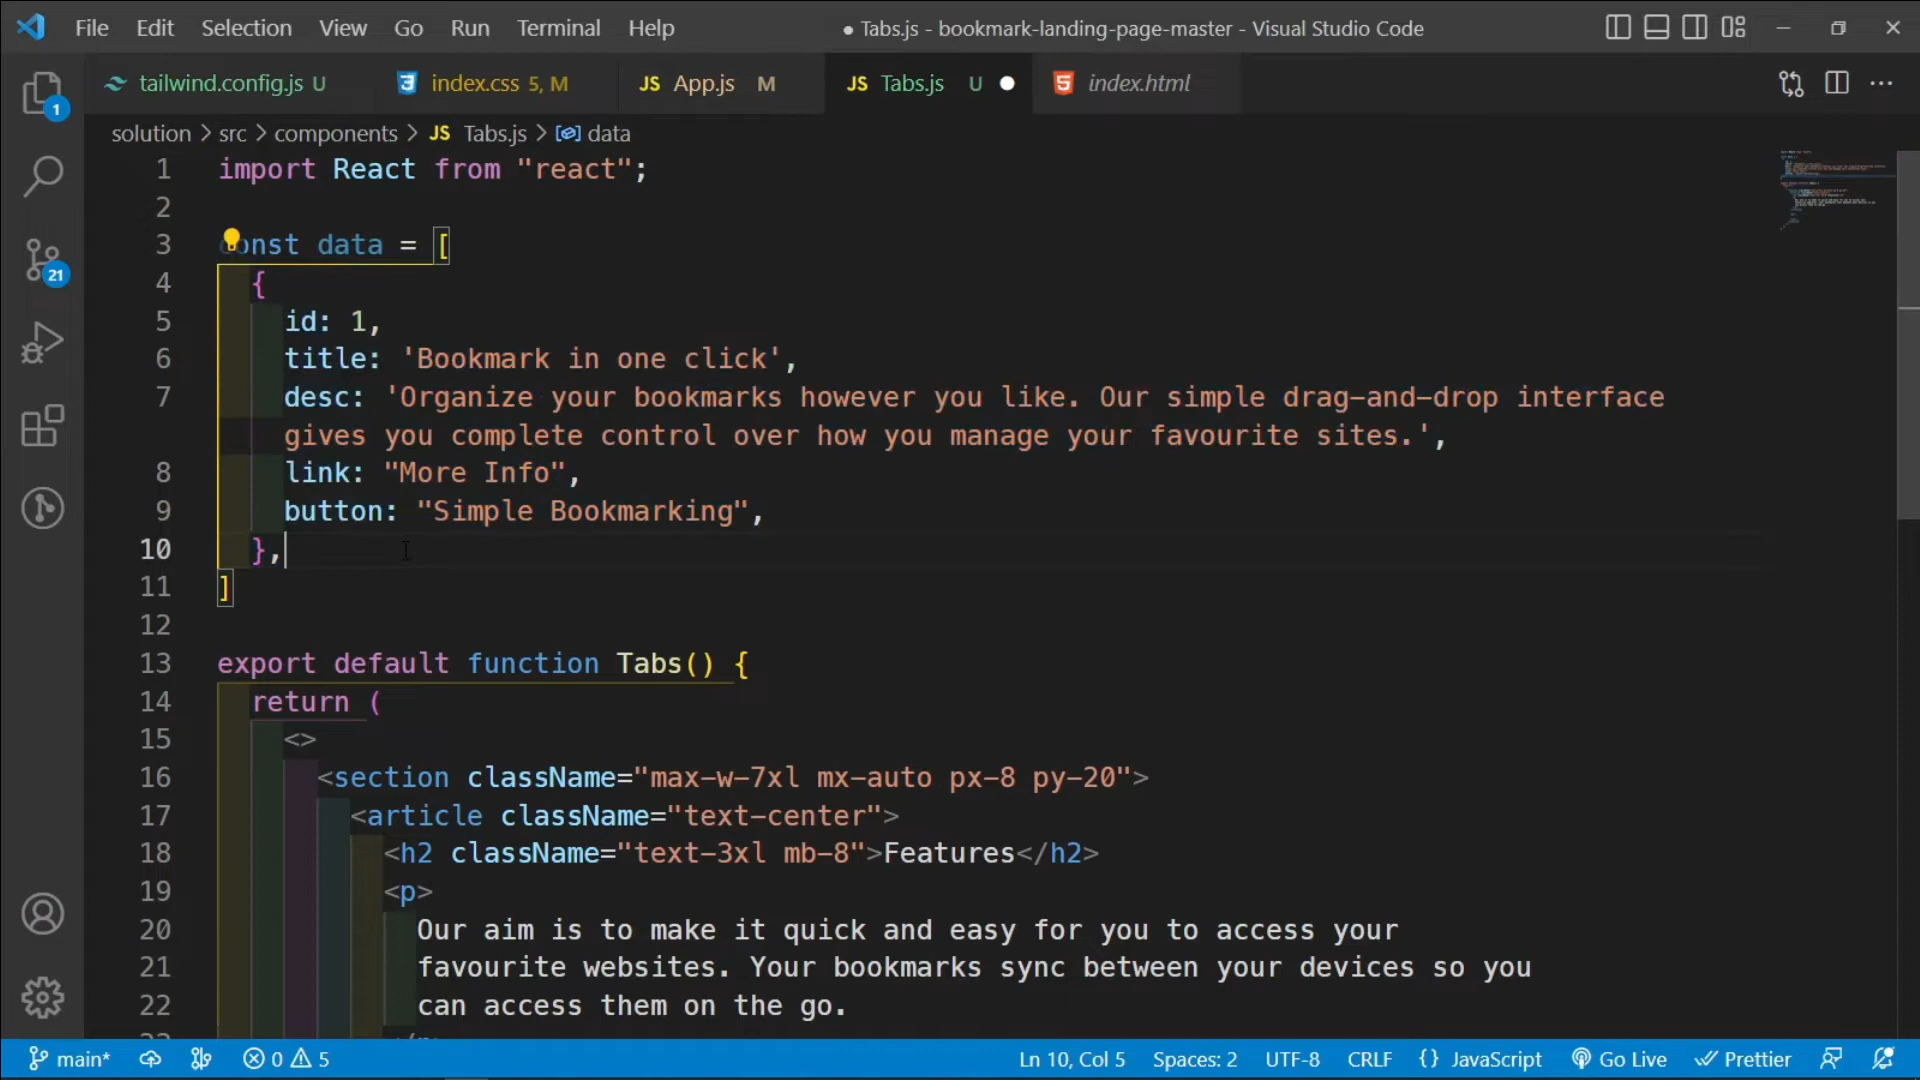 File Edit Selection View Go Run Terminal Help ● Tabs.js - bookmark-landing-page-master - Visual Studio Code
tailwind.config.js U index.css 5, M JS App.js M JS Tabs.js U index.html
1
solution > src > components > JS Tabs.js > data
1 import React from "react";
2
3 const data = [
4 {
21
5 id: 1,
6 title: 'Bookmark in one click',
7 desc: 'Organize your bookmarks however you like. Our simple drag-and-drop interface
gives you complete control over how you manage your favourite sites.',
8 link: "More Info",
9 button: "Simple Bookmarking",
10 },
11 ]
12
13 export default function Tabs() {
14 return (
15 <>
16 <section className="max-w-7xl mx-auto px-8 py-20">
17 <article className="text-center">
18 <h2 className="text-3xl mb-8">Features</h2>
19 <p>
20 Our aim is to make it quick and easy for you to access your
21 favourite websites. Your bookmarks sync between your devices so you
22 can access them on the go.
main* 0 5 Ln 10, Col 5 Spaces: 2 UTF-8 CRLF {} JavaScript Go Live Prettier